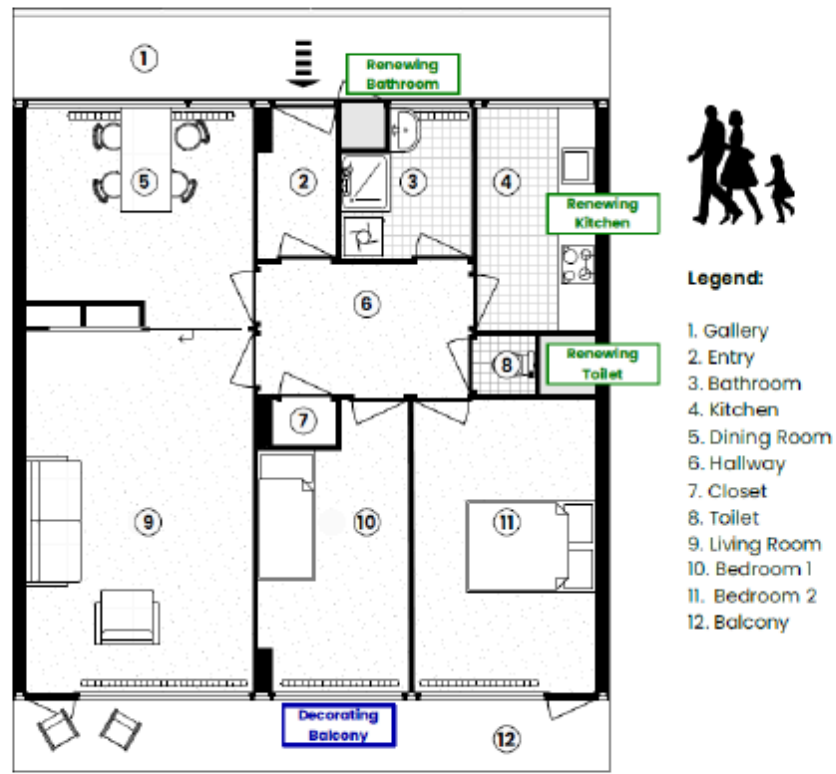 1
Renewing
Bathroom
5
2
3
4
Renewing
Kitchen
6
8
Renewing
Toilet
7
9
10
11
Decorating
Balcony
12
Legend:
1. Gallery
2. Entry
3. Bathroom
4. Kitchen
5. Dining Room
6. Hallway
7. Closet
8. Toilet
9. Living Room
10. Bedroom 1
11. Bedroom 2
12. Balcony